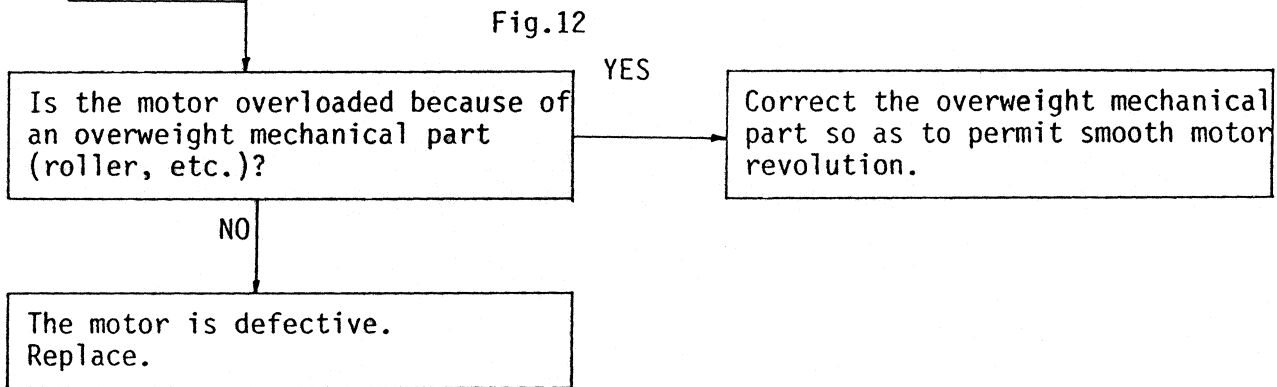 Fig.12
YES
Is the motor overloaded because of
an overweight mechanical part
(roller, etc.)?
Correct the overweight mechanical
part so as to permit smooth motor
revolution.
NO
The motor is defective.
Replace.